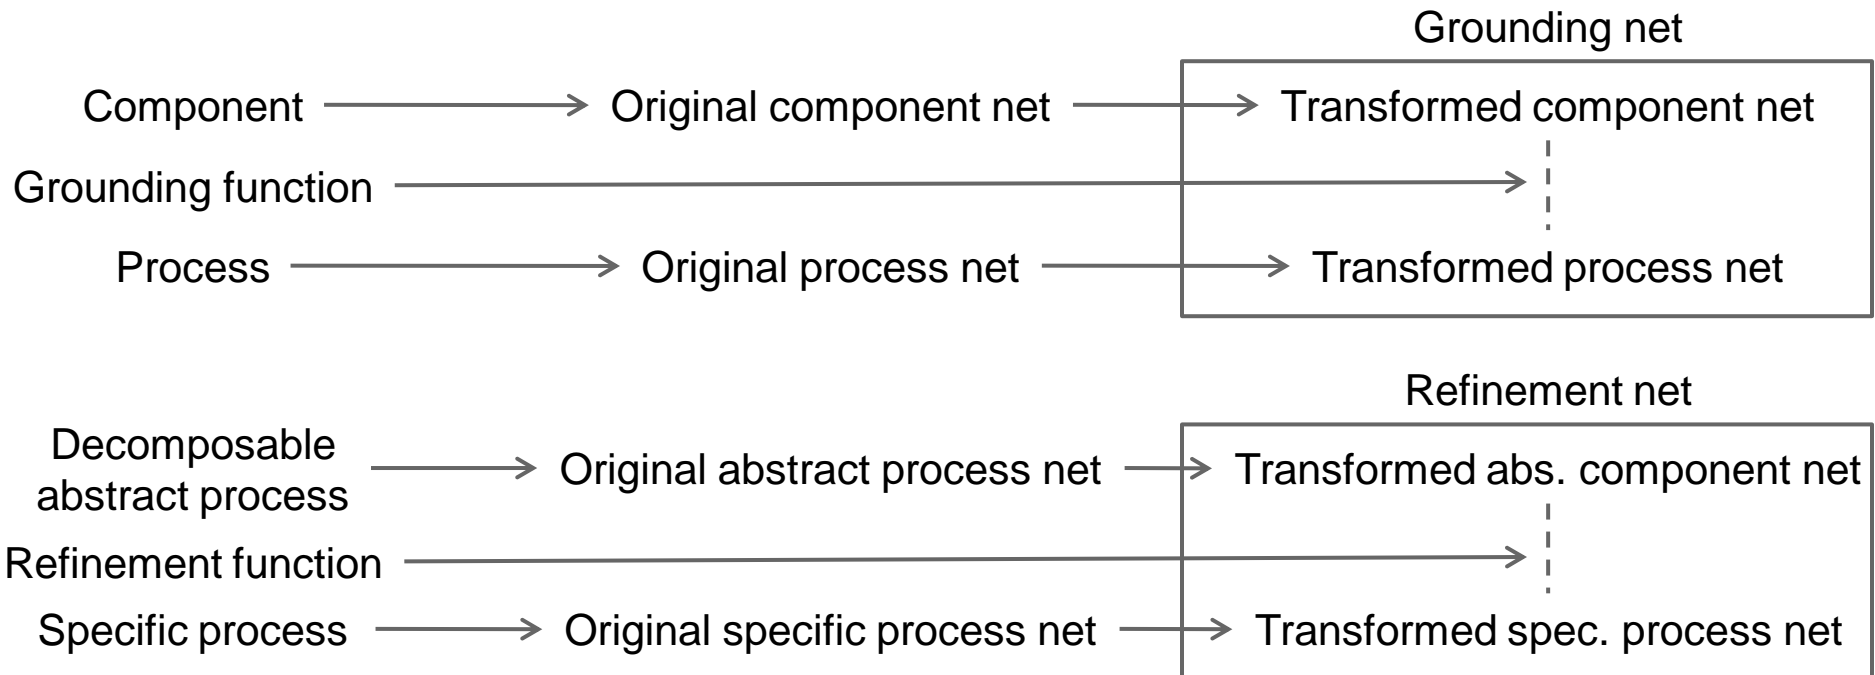 Grounding net
Component
Original component net
Transformed component net
Grounding function
Process
Original process net
Transformed process net
Refinement net
Decomposable
abstract process
Original abstract process net
Transformed abs. component net
Refinement function
Specific process
Original specific process net
Transformed spec. process net